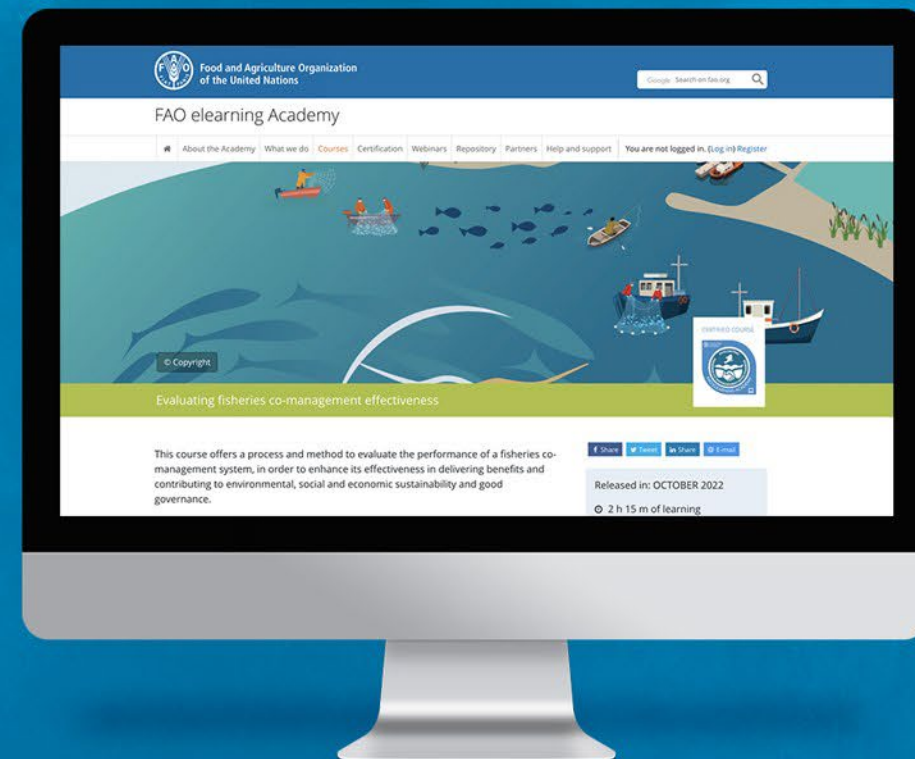 Food and Agriculture Organization
of the United Nations
Google Search on fao.org
FAO elearning Academy
About the Academy What we do Courses Certification Webinars Repository Partners Help and support You are not logged in. (Log in) Register
© Copyright
CERTIFIED COURSE
Evaluating fisheries co-management effectiveness
This course offers a process and method to evaluate the performance of a fisheries co-
management system, in order to enhance its effectiveness in delivering benefits and
contributing to environmental, social and economic sustainability and good
governance.
Share Tweet Share E-mail
Released in: OCTOBER 2022
2 h 15 m of learning